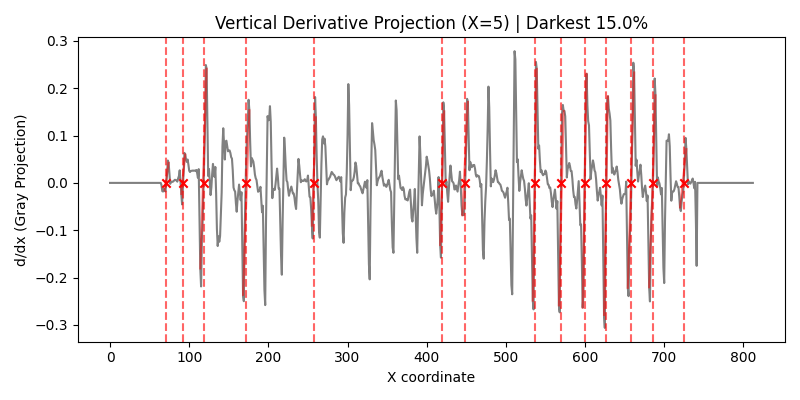 Vertical Derivative Projection (X=5) | Darkest 15.0%
0.3
0.2
0.1
0.0
−0.1
−0.2
−0.3
d/dx (Gray Projection)
0 100 200 300 400 500 600 700 800
X coordinate